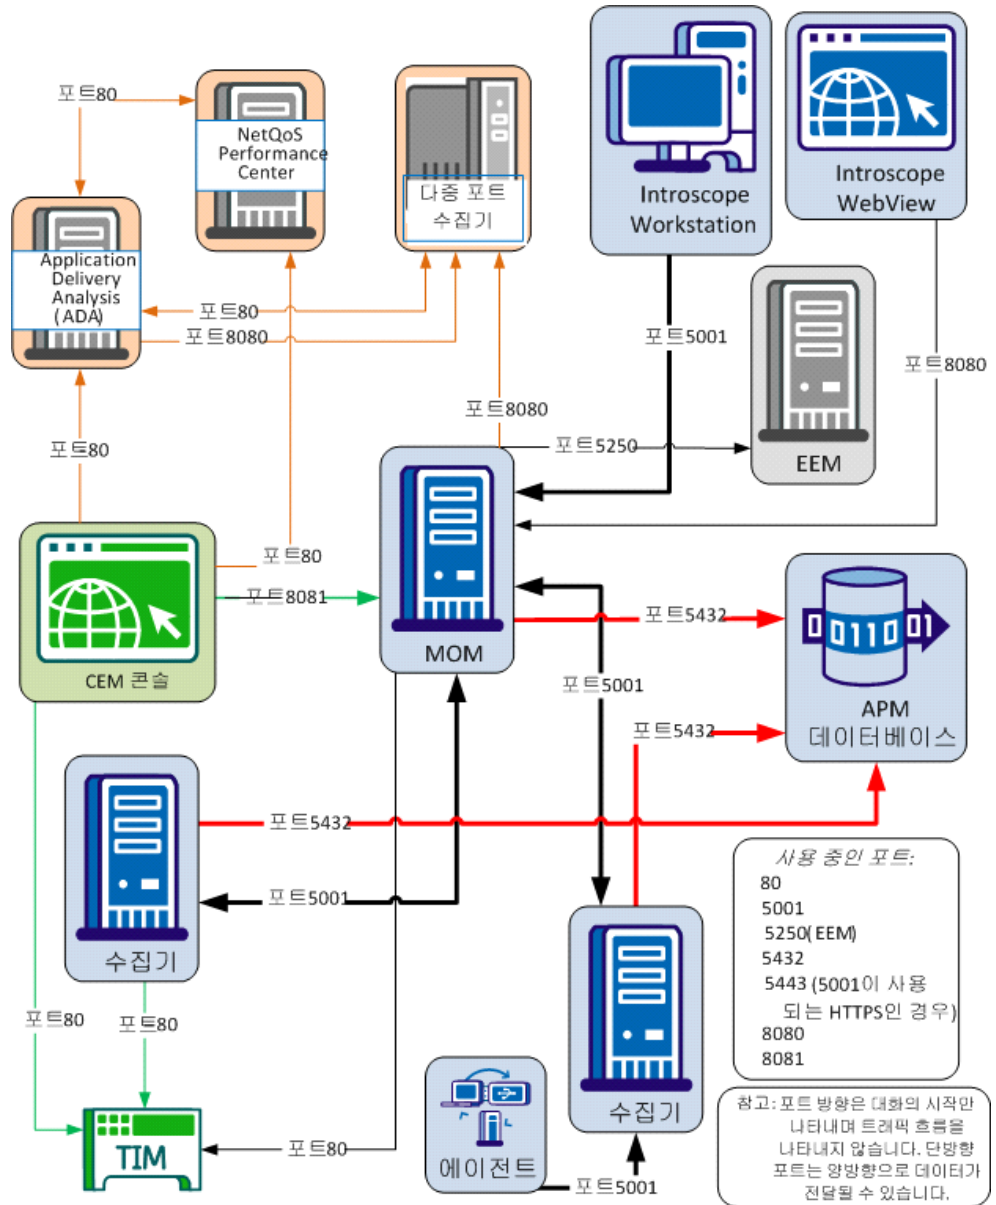 포트80
NetQoS
Performance
Center
다중 포트
수집기
Introscope
Workstation
Introscope
WebView
Application
Delivery
Analysis
(ADA)
포트80
포트8080
포트5001
포트8080
포트8080
포트80
포트5250
EEM
포트80
포트8081
MOM
CEM 콘솔
포트5432
포트5001
APM
데이터베이스
포트5432
포트5432
포트5001
수집기
사용 중인 포트:
80
5001
5250(EEM)
5432
5443 (5001이 사용
되는 HTTPS인 경우)
8080
8081
포트80
포트80
수집기
TIM
포트80
에이전트
포트5001
참고: 포트 방향은 대화의 시작만
나타내며 트래픽 흐름을
나타내지 않습니다. 단방향
포트는 양방향으로 데이터가
전달될 수 있습니다.